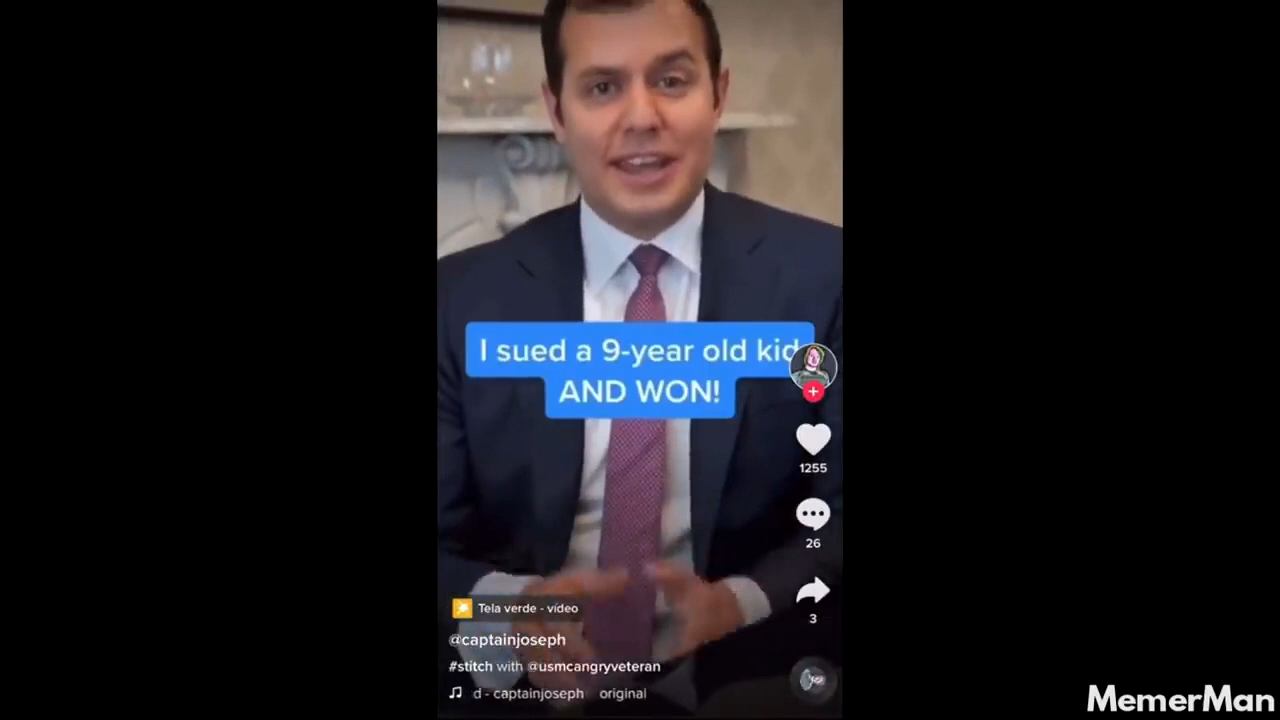 I sued a 9-year old kid
AND WON!
1255
26
3
Tela verde - vídeo
@captainjoseph
#stitch with @usmcangryveteran
d - captainjoseph original
MemerMan